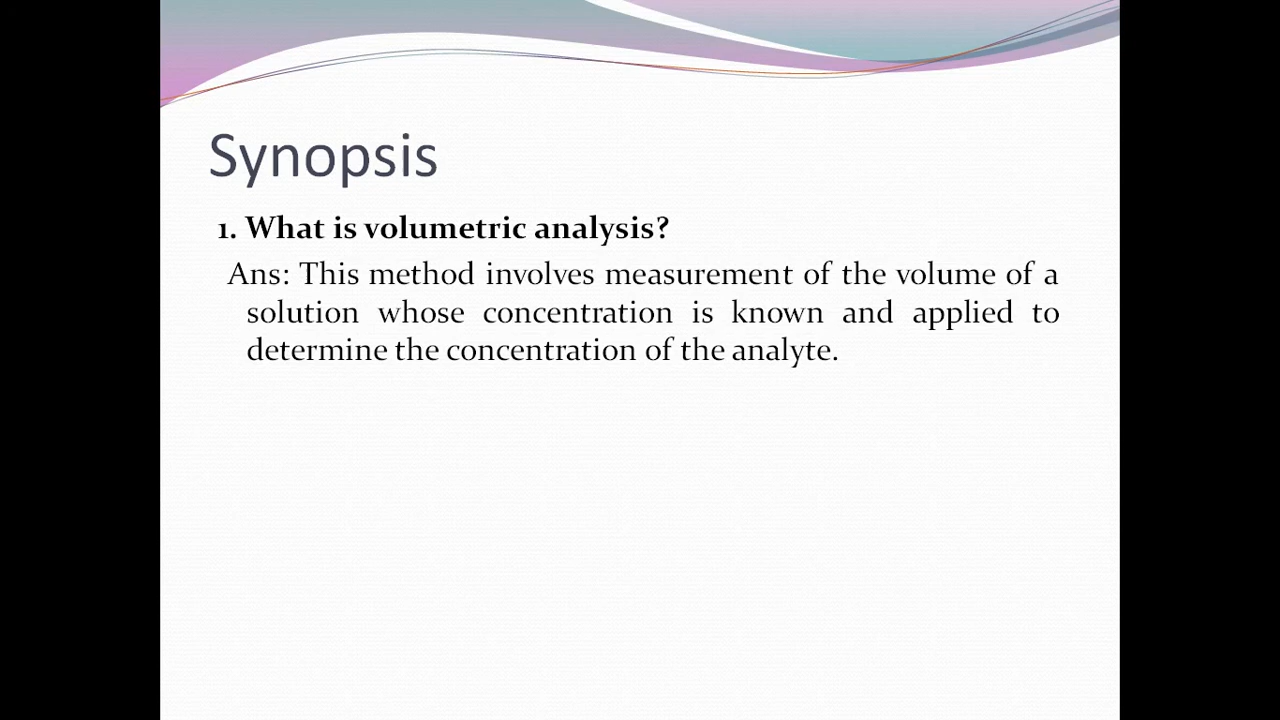 Synopsis
1. What is volumetric analysis?
Ans: This method involves measurement of the volume of a
solution whose concentration is known and applied to
determine the concentration of the analyte.